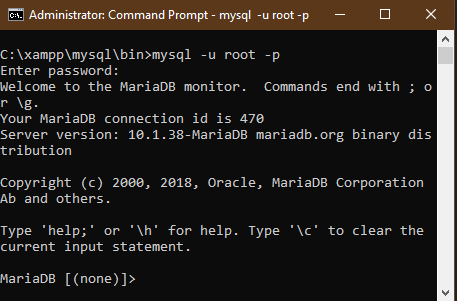 Administrator: Command Prompt - mysql -u root -p
C:\xampp\mysql\bin>mysql -u root -p
Enter password:
Welcome to the MariaDB monitor.  Commands end with ; o
r \g.
Your MariaDB connection id is 470
Server version: 10.1.38-MariaDB mariadb.org binary dis
tribution
Copyright (c) 2000, 2018, Oracle, MariaDB Corporation
Ab and others.
Type 'help;' or '\h' for help. Type '\c' to clear the
current input statement.
MariaDB [(none)]>